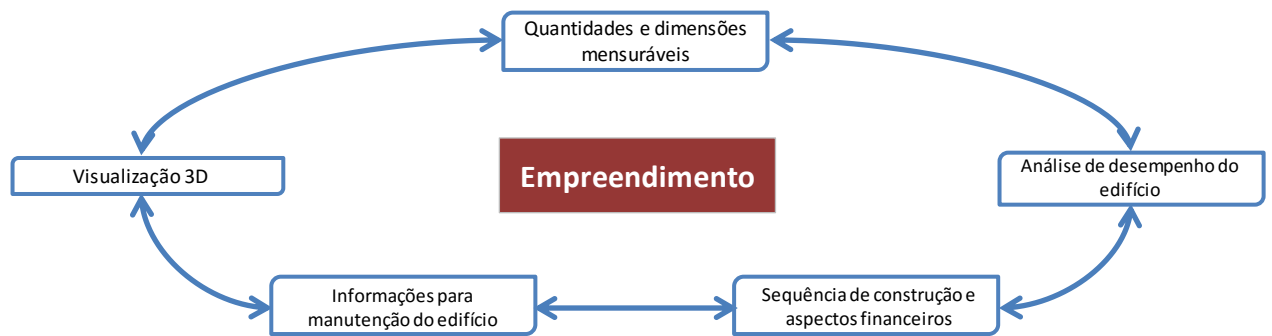 Quantidades e dimensões
mensuráveis
Visualização 3D
Empreendimento
Análise de desempenho do
edifício
Informações para
manutenção do edifício
Sequência de construção e
aspectos financeiros